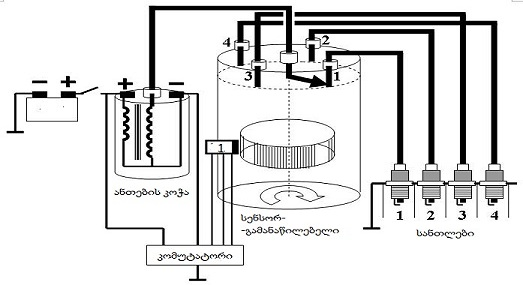 4
2
3
1
− +
+ −
1
ანთების კოჭა
სენსორ-
-გამანაწილებელი
1 2 3 4
სანთლები
კომუტატორი